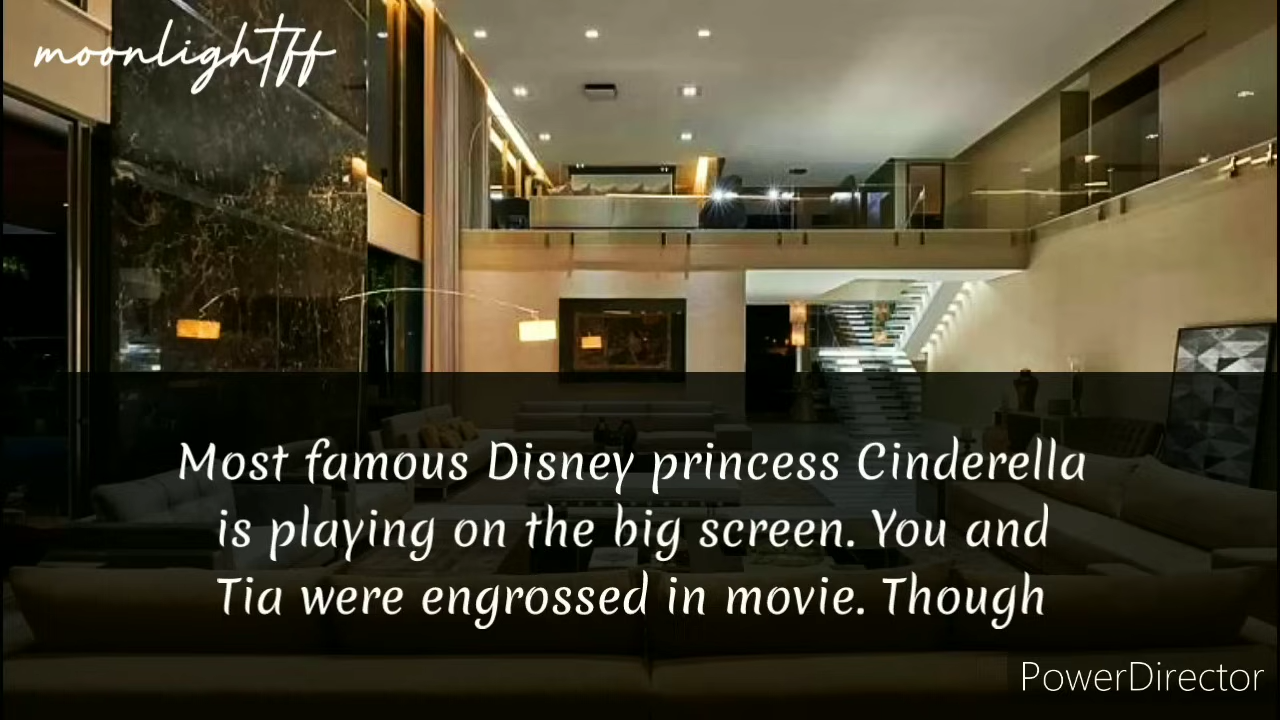 moonlightff
Most famous Disney princess Cinderella
is playing on the big screen. You and
Tia were engrossed in movie. Though
PowerDirector